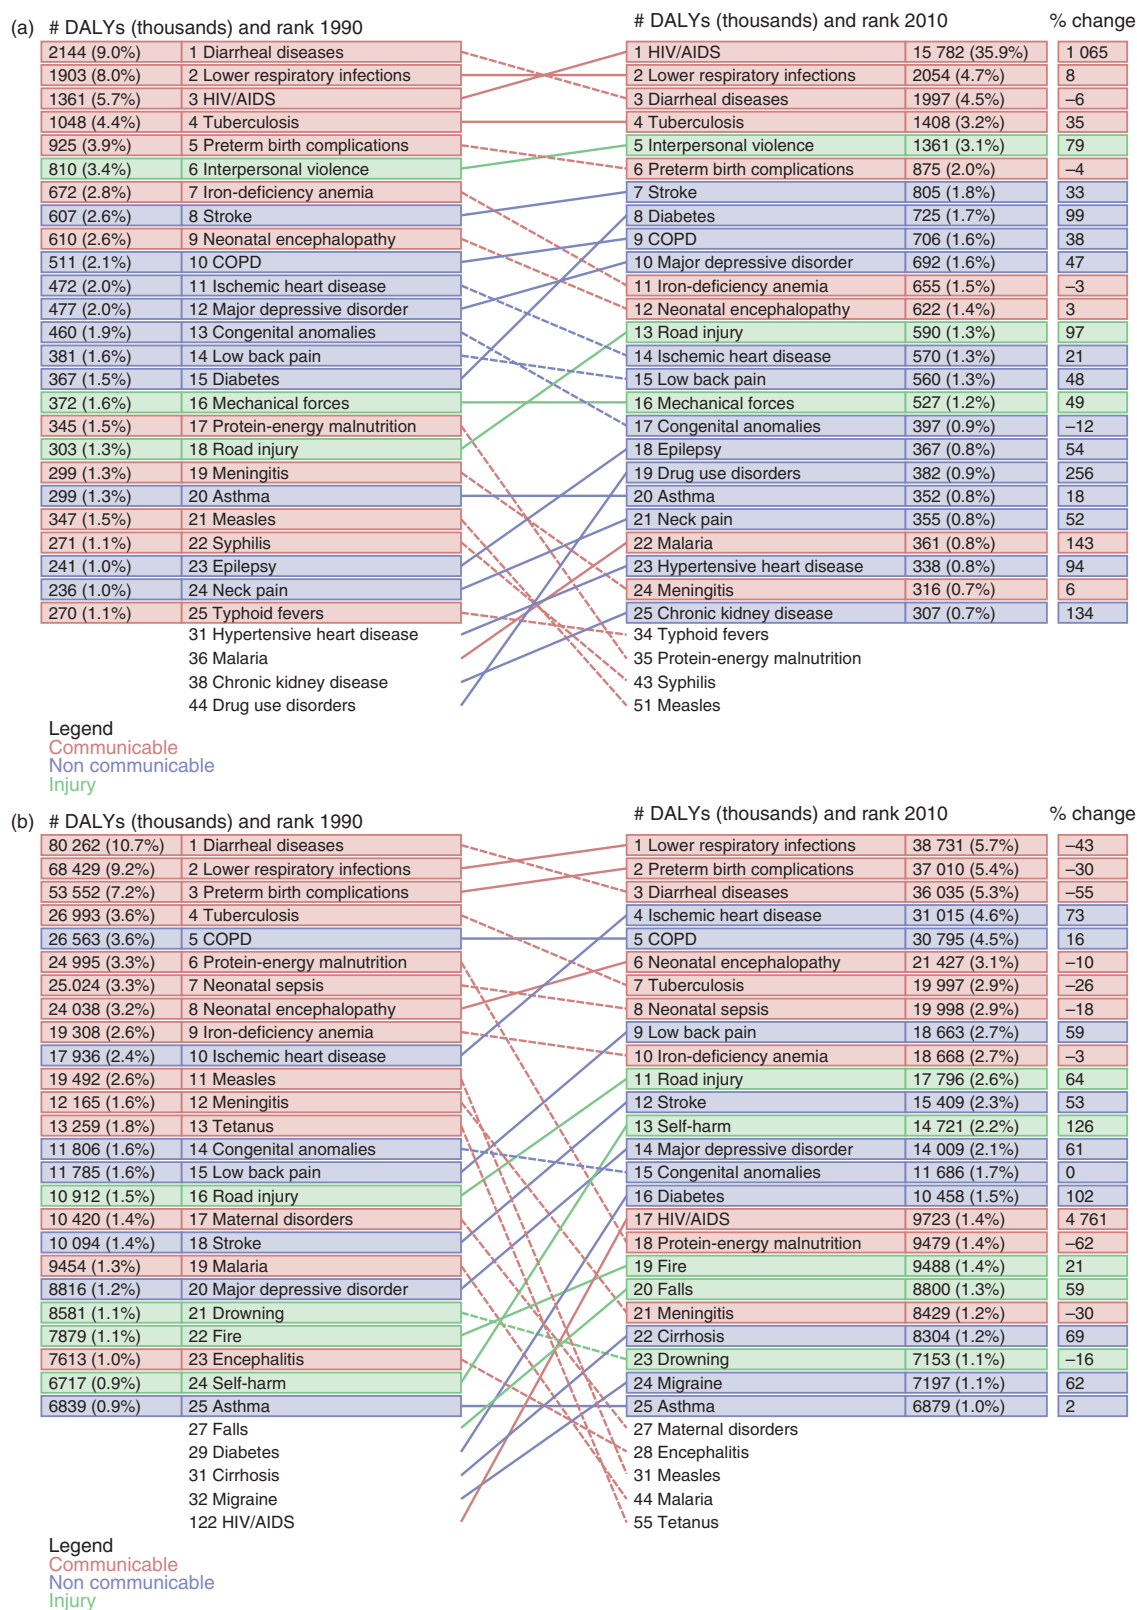 (a) # DALYs (thousands) and rank 1990 # DALYs (thousands) and rank 2010 % change
2144 (9.0%) 1 Diarrheal diseases 1 HIV/AIDS 15 782 (35.9%) 1 065
1903 (8.0%) 2 Lower respiratory infections 2 Lower respiratory infections 2054 (4.7%) 8
1361 (5.7%) 3 HIV/AIDS 3 Diarrheal diseases 1997 (4.5%) –6
1048 (4.4%) 4 Tuberculosis 4 Tuberculosis 1408 (3.2%) 35
925 (3.9%) 5 Preterm birth complications 5 Interpersonal violence 1361 (3.1%) 79
810 (3.4%) 6 Interpersonal violence 6 Preterm birth complications 875 (2.0%) –4
672 (2.8%) 7 Iron-deficiency anemia 7 Stroke 805 (1.8%) 33
607 (2.6%) 8 Stroke 8 Diabetes 725 (1.7%) 99
610 (2.6%) 9 Neonatal encephalopathy 9 COPD 706 (1.6%) 38
511 (2.1%) 10 COPD 10 Major depressive disorder 692 (1.6%) 47
472 (2.0%) 11 Ischemic heart disease 11 Iron-deficiency anemia 655 (1.5%) –3
477 (2.0%) 12 Major depressive disorder 12 Neonatal encephalopathy 622 (1.4%) 3
460 (1.9%) 13 Congenital anomalies 13 Road injury 590 (1.3%) 97
381 (1.6%) 14 Low back pain 14 Ischemic heart disease 570 (1.3%) 21
367 (1.5%) 15 Diabetes 15 Low back pain 560 (1.3%) 48
372 (1.6%) 16 Mechanical forces 16 Mechanical forces 527 (1.2%) 49
345 (1.5%) 17 Protein-energy malnutrition 17 Congenital anomalies 397 (0.9%) –12
303 (1.3%) 18 Road injury 18 Epilepsy 367 (0.8%) 54
299 (1.3%) 19 Meningitis 19 Drug use disorders 382 (0.9%) 256
299 (1.3%) 20 Asthma 20 Asthma 352 (0.8%) 18
347 (1.5%) 21 Measles 21 Neck pain 355 (0.8%) 52
271 (1.1%) 22 Syphilis 22 Malaria 361 (0.8%) 143
241 (1.0%) 23 Epilepsy 23 Hypertensive heart disease 338 (0.8%) 94
236 (1.0%) 24 Neck pain 24 Meningitis 316 (0.7%) 6
270 (1.1%) 25 Typhoid fevers 25 Chronic kidney disease 307 (0.7%) 134
31 Hypertensive heart disease 34 Typhoid fevers
36 Malaria 35 Protein-energy malnutrition
38 Chronic kidney disease 43 Syphilis
44 Drug use disorders 51 Measles
Legend
Communicable
Non communicable
Injury
(b) # DALYs (thousands) and rank 1990 # DALYs (thousands) and rank 2010 % change
80 262 (10.7%) 1 Diarrheal diseases 1 Lower respiratory infections 38 731 (5.7%) –43
68 429 (9.2%) 2 Lower respiratory infections 2 Preterm birth complications 37 010 (5.4%) –30
53 552 (7.2%) 3 Preterm birth complications 3 Diarrheal diseases 36 035 (5.3%) –55
26 993 (3.6%) 4 Tuberculosis 4 Ischemic heart disease 31 015 (4.6%) 73
26 563 (3.6%) 5 COPD 5 COPD 30 795 (4.5%) 16
24 995 (3.3%) 6 Protein-energy malnutrition 6 Neonatal encephalopathy 21 427 (3.1%) –10
25.024 (3.3%) 7 Neonatal sepsis 7 Tuberculosis 19 997 (2.9%) –26
24 038 (3.2%) 8 Neonatal encephalopathy 8 Neonatal sepsis 19 998 (2.9%) –18
19 308 (2.6%) 9 Iron-deficiency anemia 9 Low back pain 18 663 (2.7%) 59
17 936 (2.4%) 10 Ischemic heart disease 10 Iron-deficiency anemia 18 668 (2.7%) –3
19 492 (2.6%) 11 Measles 11 Road injury 17 796 (2.6%) 64
12 165 (1.6%) 12 Meningitis 12 Stroke 15 409 (2.3%) 53
13 259 (1.8%) 13 Tetanus 13 Self-harm 14 721 (2.2%) 126
11 806 (1.6%) 14 Congenital anomalies 14 Major depressive disorder 14 009 (2.1%) 61
11 785 (1.6%) 15 Low back pain 15 Congenital anomalies 11 686 (1.7%) 0
10 912 (1.5%) 16 Road injury 16 Diabetes 10 458 (1.5%) 102
10 420 (1.4%) 17 Maternal disorders 17 HIV/AIDS 9723 (1.4%) 4 761
10 094 (1.4%) 18 Stroke 18 Protein-energy malnutrition 9479 (1.4%) –62
9454 (1.3%) 19 Malaria 19 Fire 9488 (1.4%) 21
8816 (1.2%) 20 Major depressive disorder 20 Falls 8800 (1.3%) 59
8581 (1.1%) 21 Drowning 21 Meningitis 8429 (1.2%) –30
7879 (1.1%) 22 Fire 22 Cirrhosis 8304 (1.2%) 69
7613 (1.0%) 23 Encephalitis 23 Drowning 7153 (1.1%) –16
6717 (0.9%) 24 Self-harm 24 Migraine 7197 (1.1%) 62
6839 (0.9%) 25 Asthma 25 Asthma 6879 (1.0%) 2
27 Falls 27 Maternal disorders
29 Diabetes 28 Encephalitis
31 Cirrhosis 31 Measles
32 Migraine 44 Malaria
122 HIV/AIDS 55 Tetanus
Legend
Communicable
Non communicable
Injury